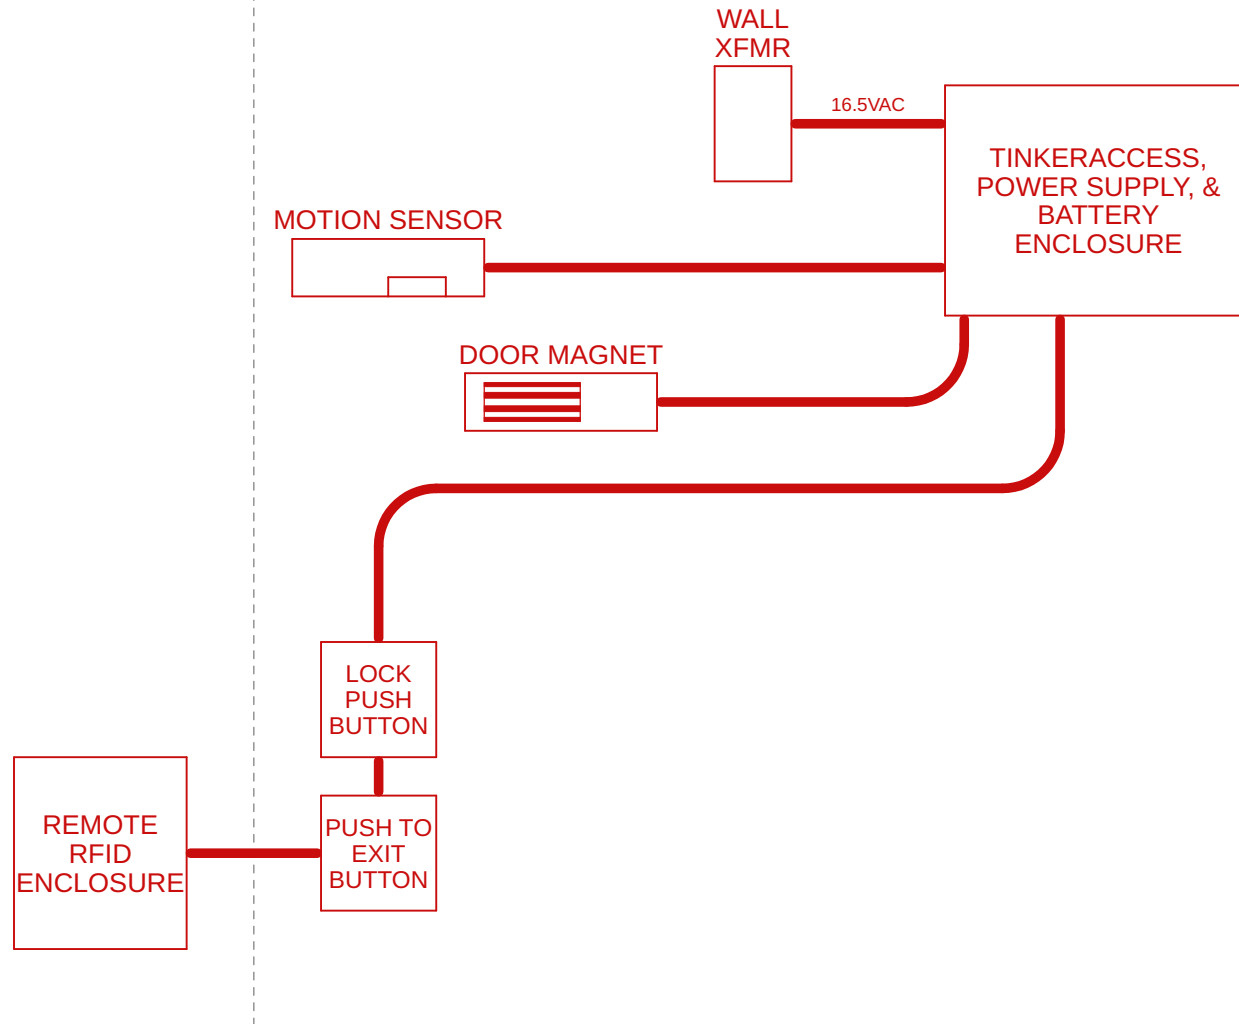 WALL
XFMR
16.5VAC
TINKERACCESS,
POWER SUPPLY, &
BATTERY
ENCLOSURE
MOTION SENSOR
DOOR MAGNET
LOCK
PUSH
BUTTON
REMOTE
RFID
ENCLOSURE
PUSH TO
EXIT
BUTTON